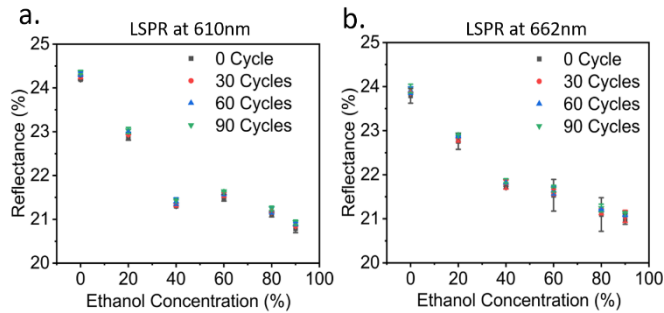 a.
LSPR at 610nm
25
24
23
22
21
20
0 20 40 60 80 100
Reflectance (%)
Ethanol Concentration (%)
0 Cycle
30 Cycles
60 Cycles
90 Cycles
b.
LSPR at 662nm
25
24
23
22
21
20
0 20 40 60 80 100
Reflectance (%)
Ethanol Concentration (%)
0 Cycle
30 Cycles
60 Cycles
90 Cycles